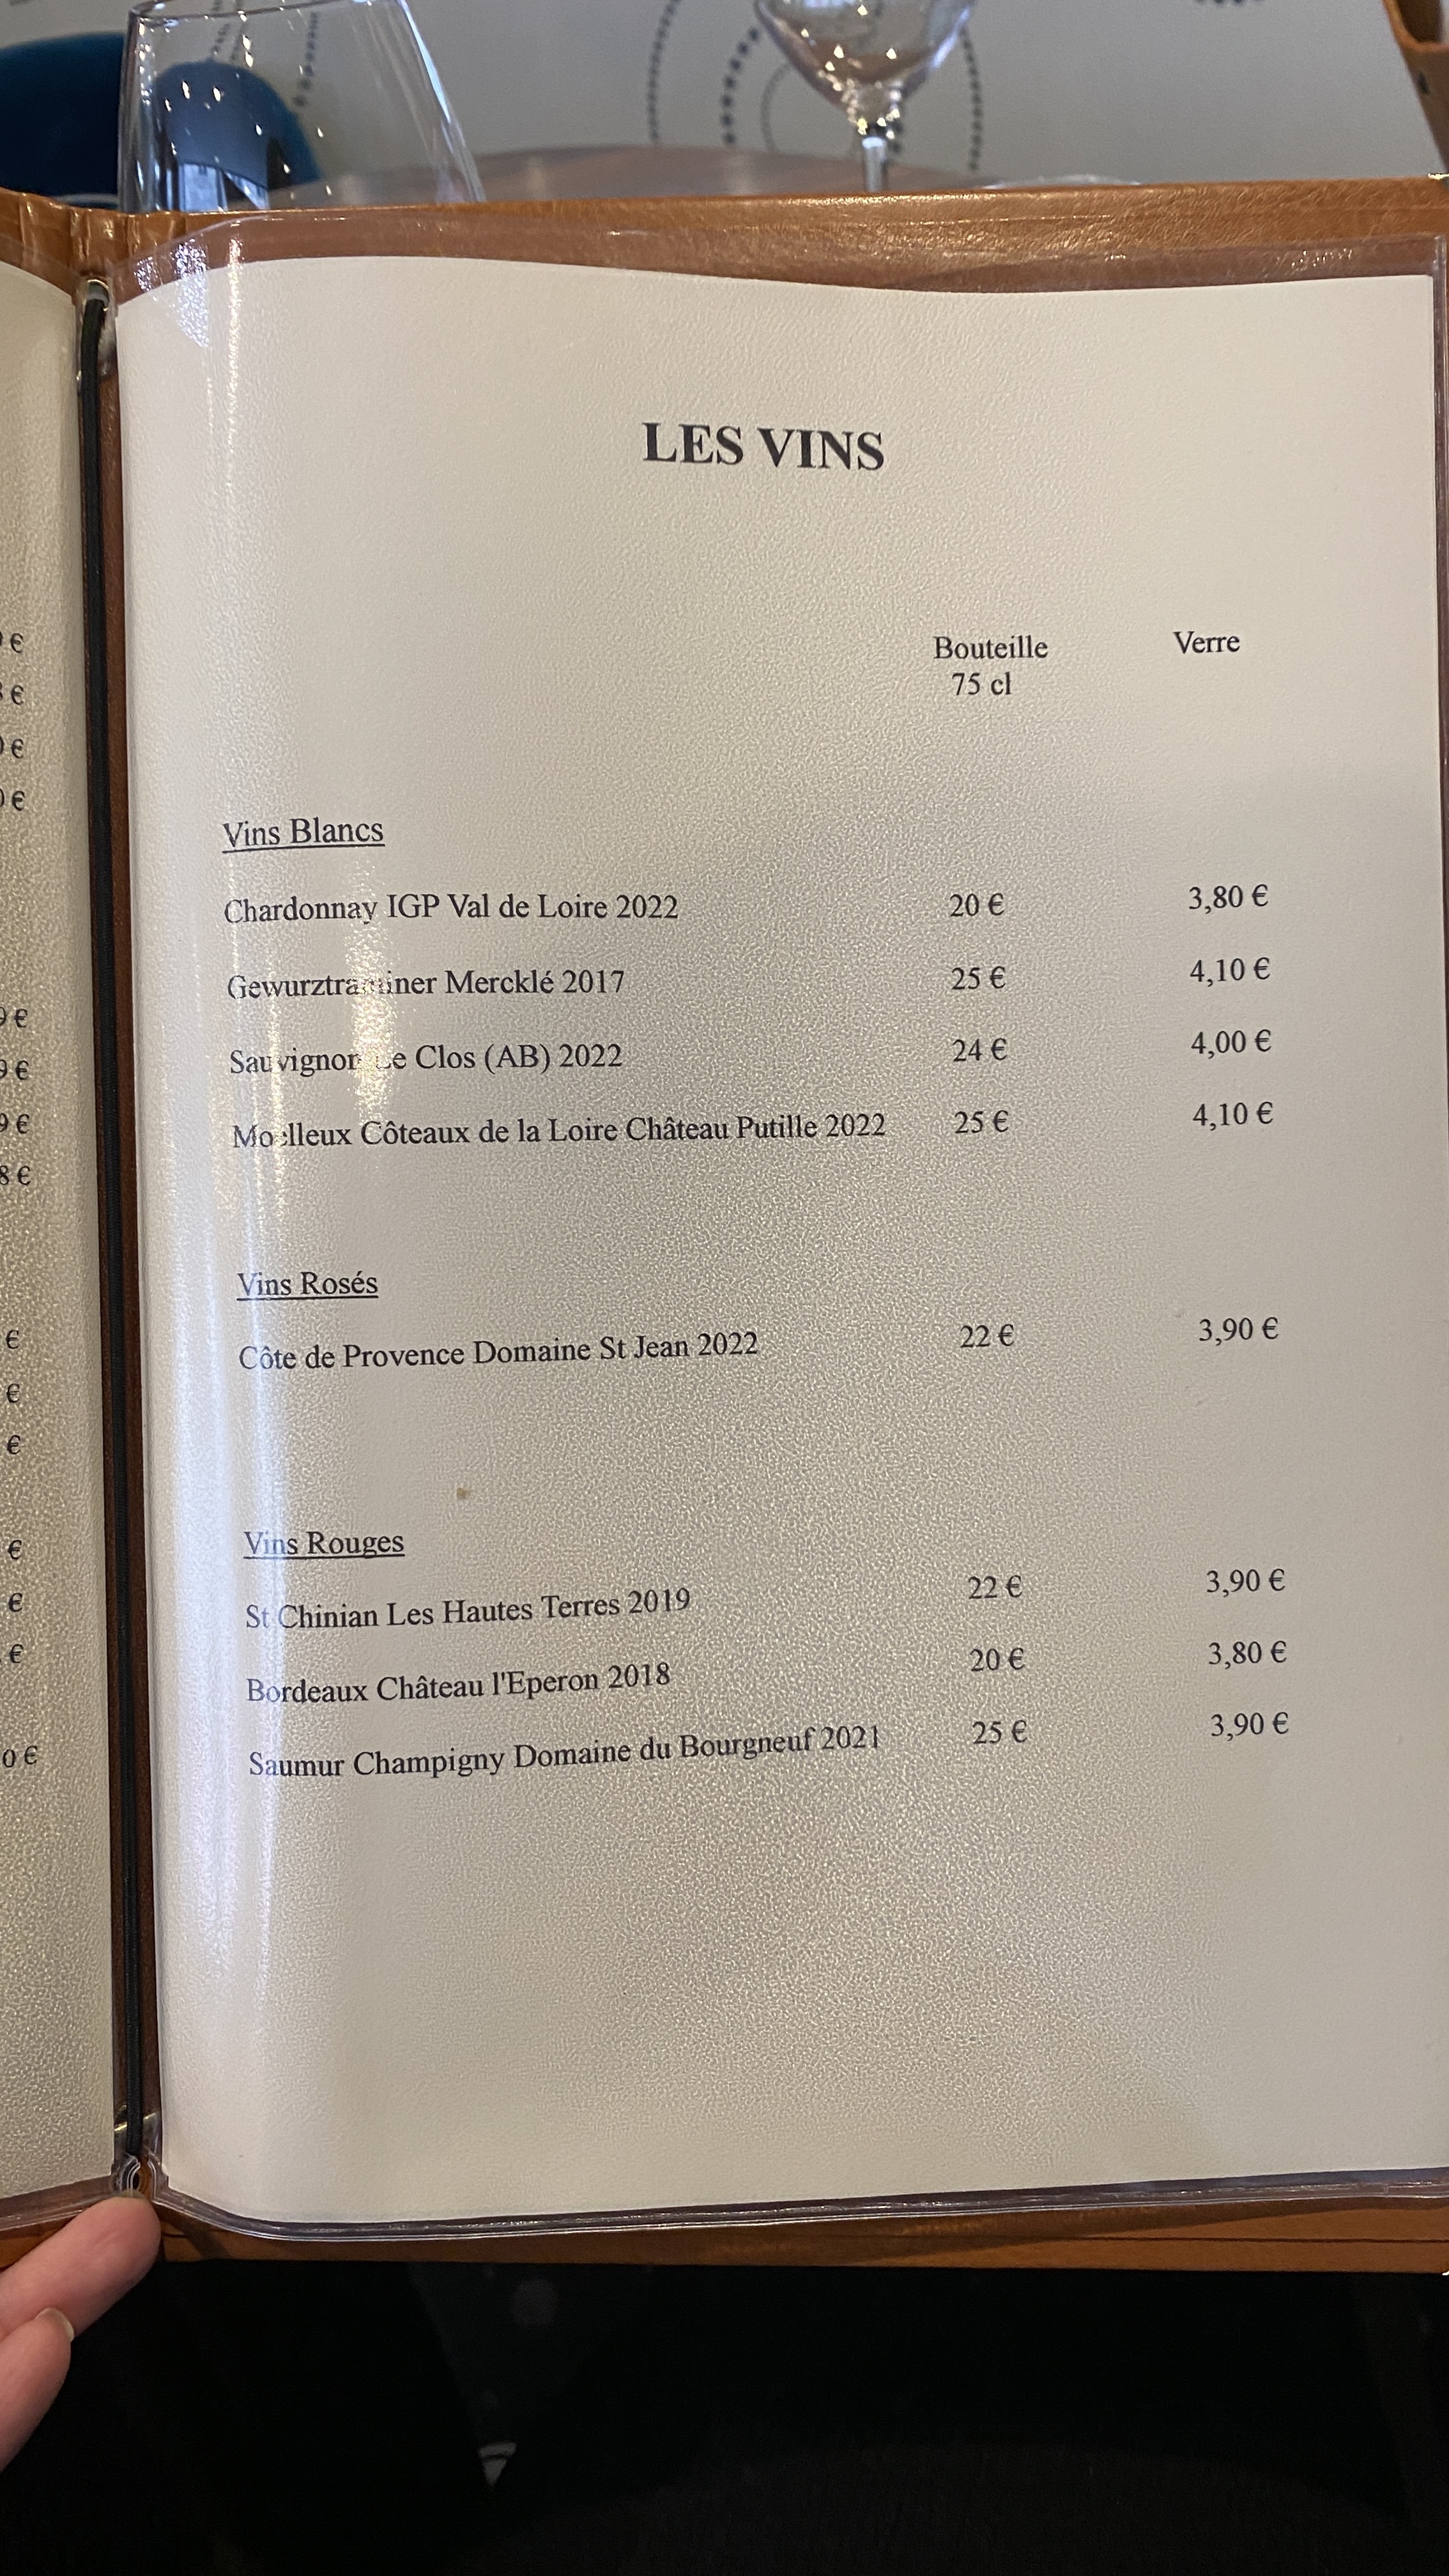 LES VINS
Bouteille Verre
75 cl
Vins Blancs
Chardonnay IGP Val de Loire 2022 20 € 3,80 €
Gewurztraminer Mercklé 2017 25 € 4,10 €
Sauvignon Le Clos (AB) 2022 24 € 4,00 €
Moelleux Côteaux de la Loire Château Putille 2022 25 € 4,10 €
Vins Rosés
Côte de Provence Domaine St Jean 2022 22 € 3,90 €
Vins Rouges
St Chinian Les Hautes Terres 2019 22 € 3,90 €
Bordeaux Château l'Eperon 2018 20 € 3,80 €
Saumur Champigny Domaine du Bourgneuf 2021 25 € 3,90 €